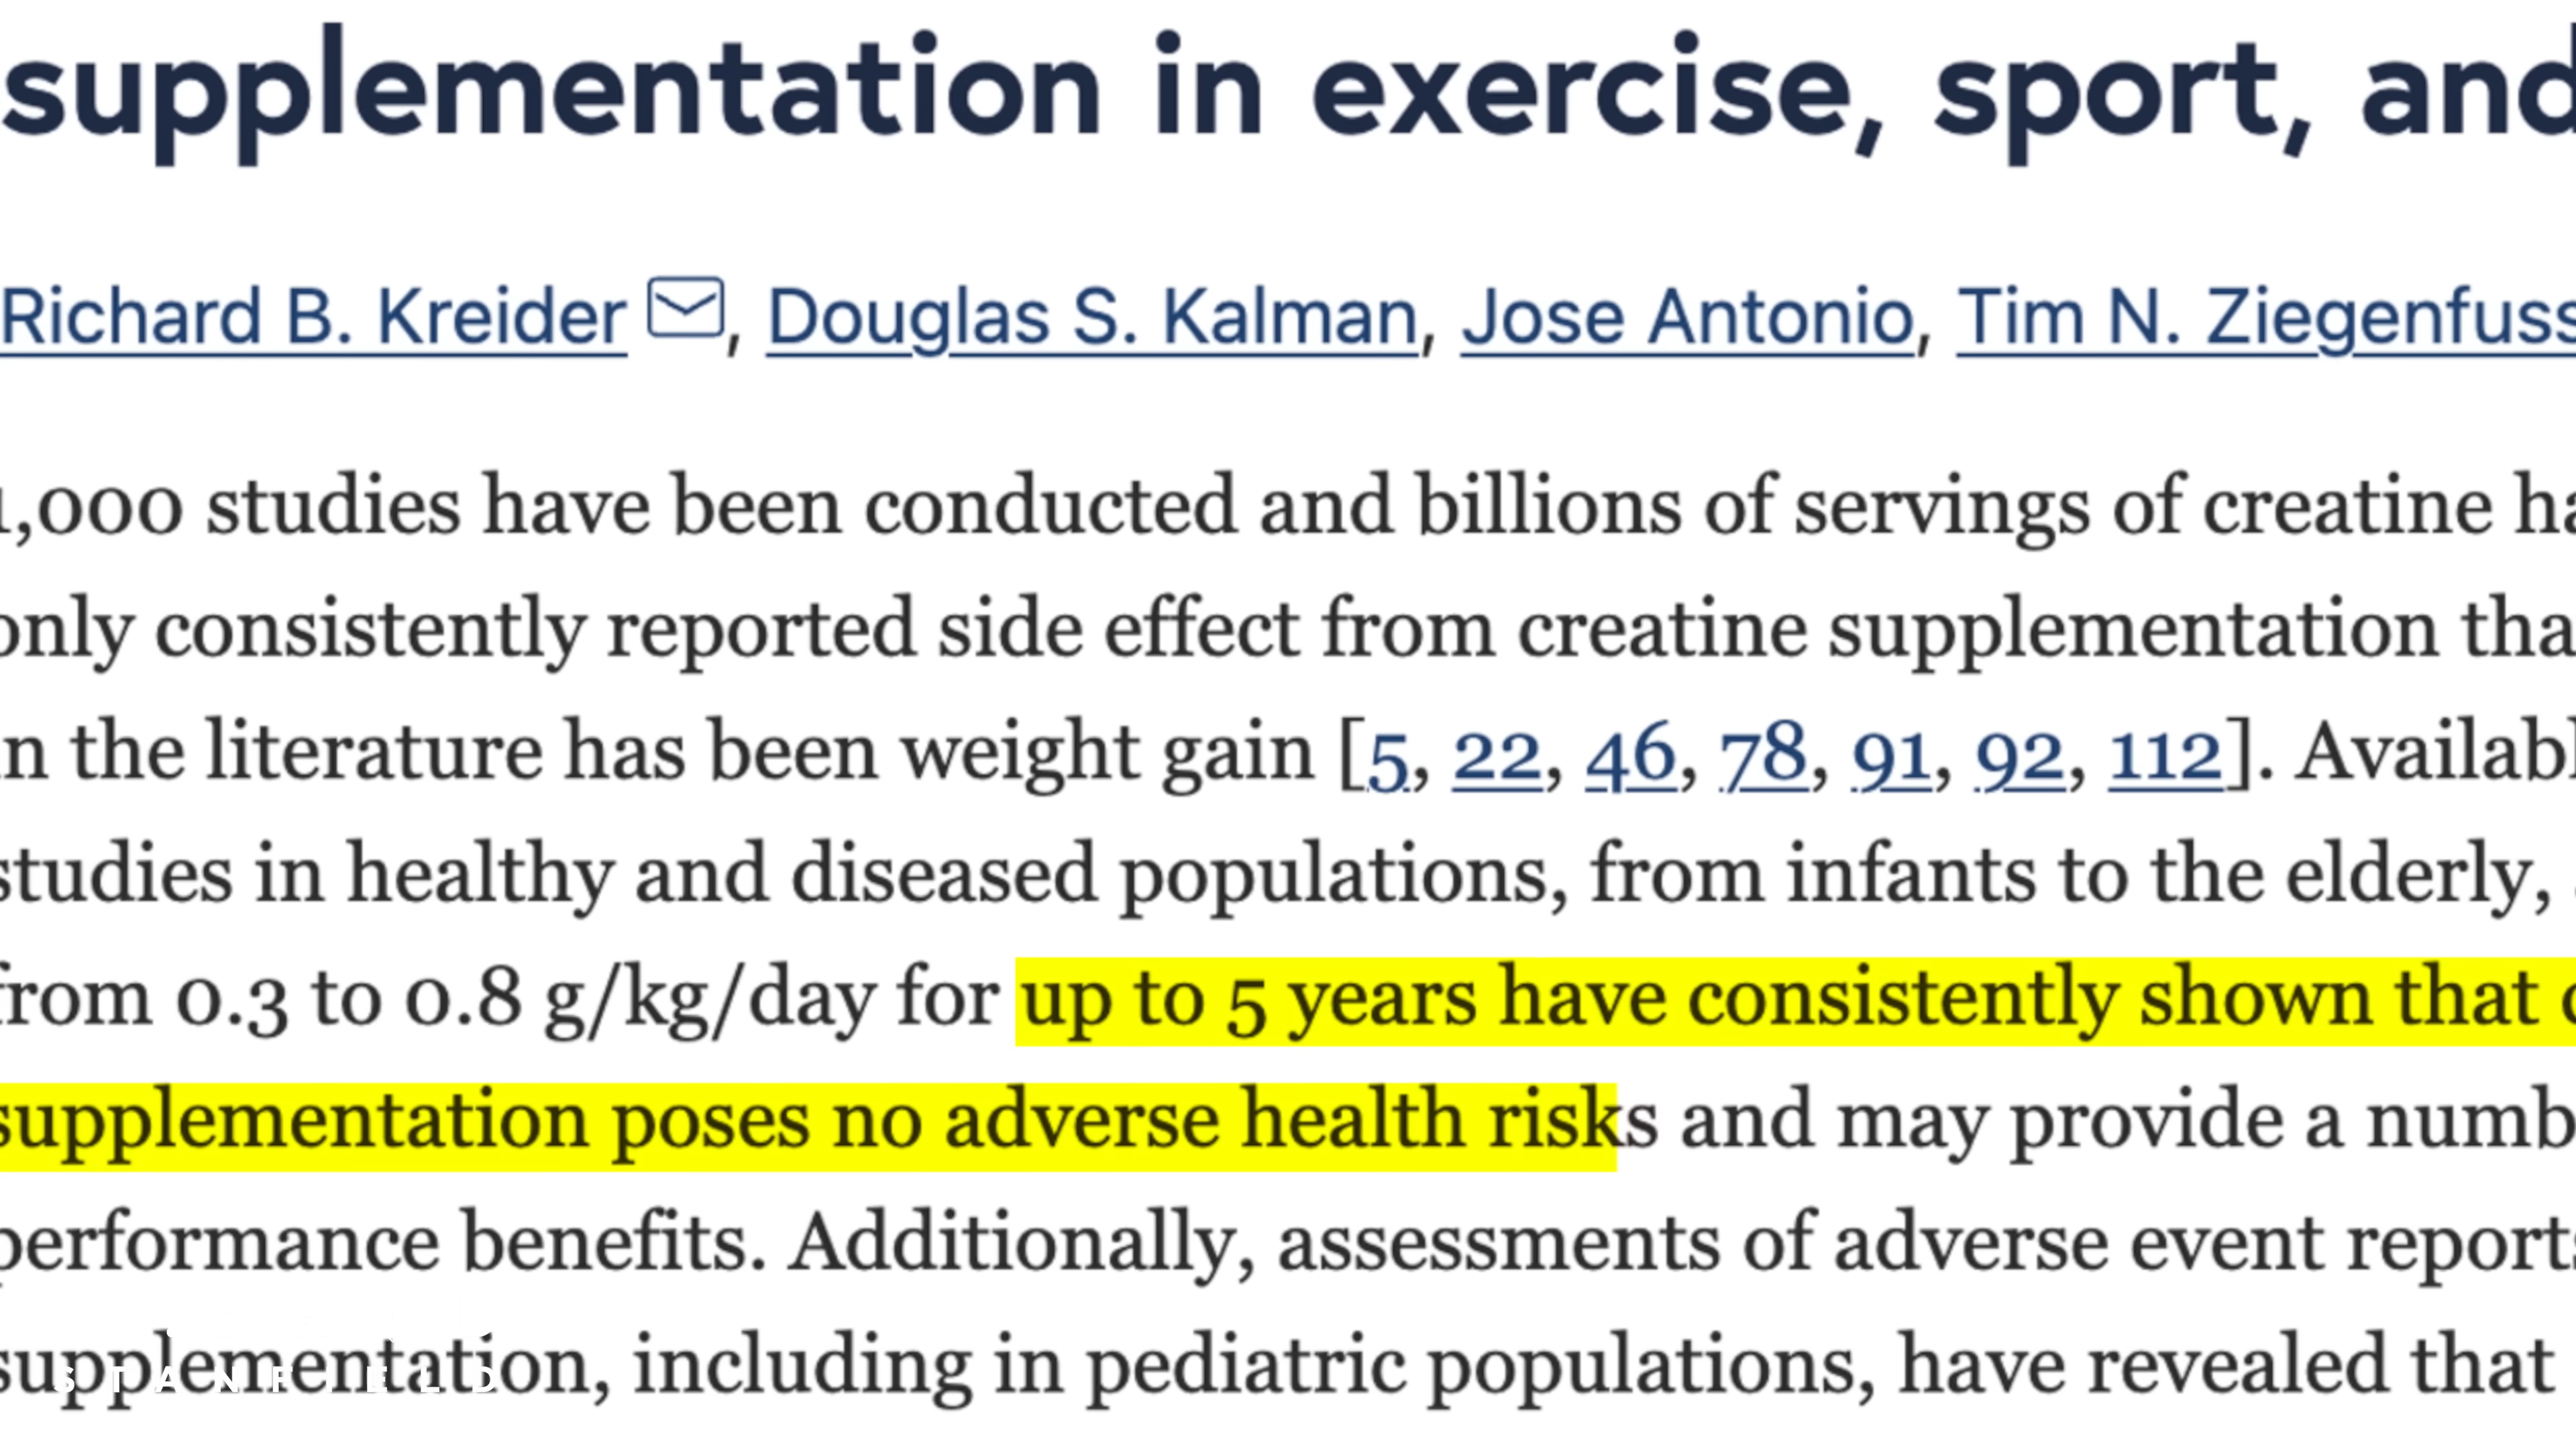 supplementation in exercise, sport, and
Richard B. Kreider, Douglas S. Kalman, Jose Antonio, Tim N. Ziegenfuss
1,000 studies have been conducted and billions of servings of creatine ha
only consistently reported side effect from creatine supplementation tha
in the literature has been weight gain [5, 22, 46, 78, 91, 92, 112]. Availabl
studies in healthy and diseased populations, from infants to the elderly,
from 0.3 to 0.8 g/kg/day for up to 5 years have consistently shown that c
supplementation poses no adverse health risks and may provide a numb
performance benefits. Additionally, assessments of adverse event reports
supplementation, including in pediatric populations, have revealed that
STANFIELD